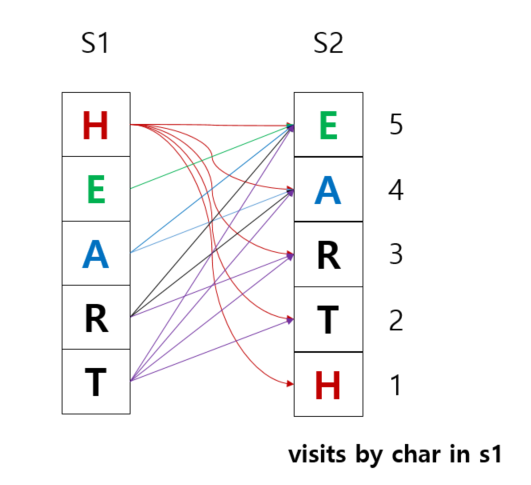 S1 S2
H E 5
E A 4
A R 3
R T 2
T H 1
visits by char in s1